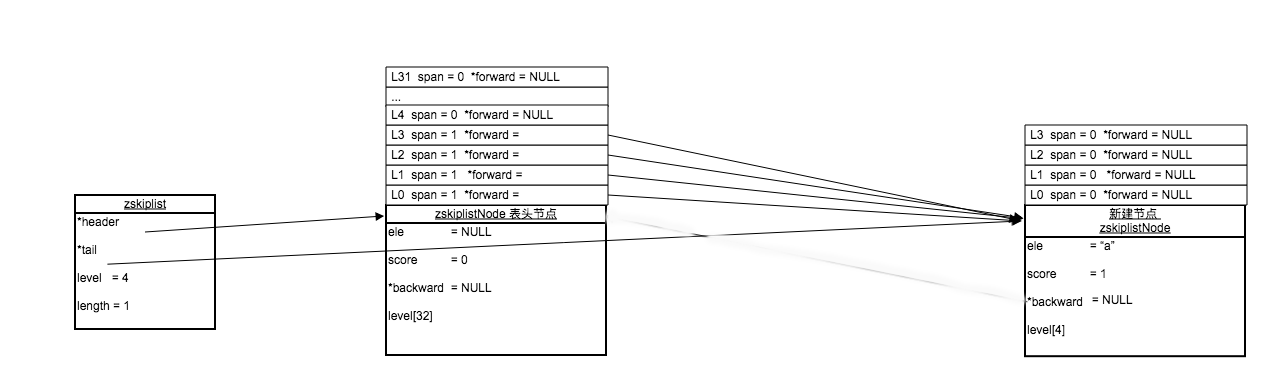 zskiplist
*header
*tail
level = 4
length = 1
L31 span = 0 *forward = NULL
...
L4 span = 0 *forward = NULL
L3 span = 1 *forward =
L2 span = 1 *forward =
L1 span = 1 *forward =
L0 span = 1 *forward =
zskiplistNode 表头节点
ele = NULL
score = 0
*backward = NULL
level[32]
L3 span = 0 *forward = NULL
L2 span = 0 *forward = NULL
L1 span = 0 *forward = NULL
L0 span = 0 *forward = NULL
新建节点
zskiplistNode
ele = “a”
score = 1
*backward = NULL
level[4]